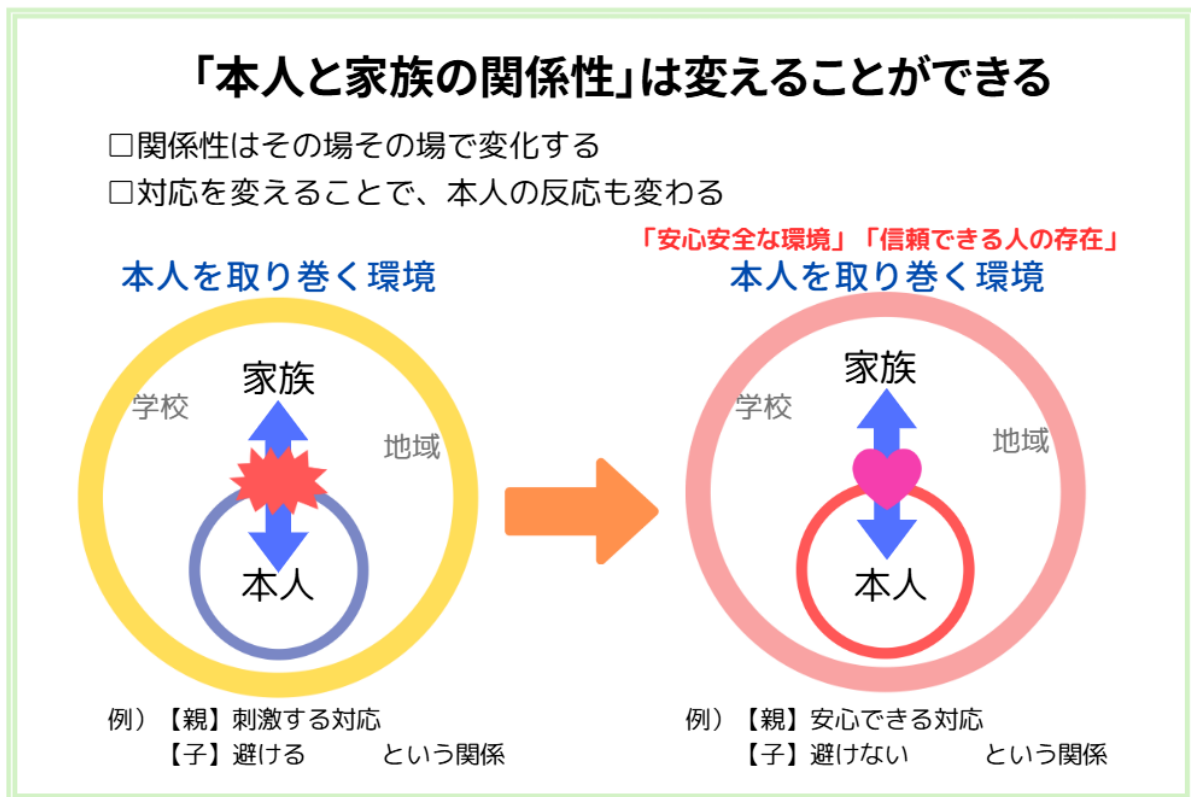 「本人と家族の関係性」は変えることができる
□関係性はその場その場で変化する
□対応を変えることで、本人の反応も変わる
本人を取り巻く環境
家族
学校
地域
本人
例）【親】刺激する対応
【子】避ける　　という関係
「安心安全な環境」「信頼できる人の存在」
本人を取り巻く環境
家族
学校
地域
本人
例）【親】安心できる対応
【子】避けない　　という関係